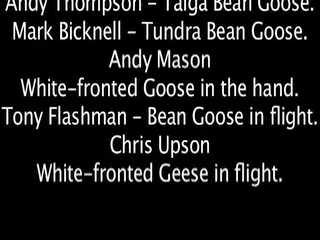 Andy Thompson - Taiga Bean Goose.
Mark Bicknell - Tundra Bean Goose.
Andy Mason
White-fronted Goose in the hand.
Tony Flashman - Bean Goose in flight.
Chris Upson
White-fronted Geese in flight.